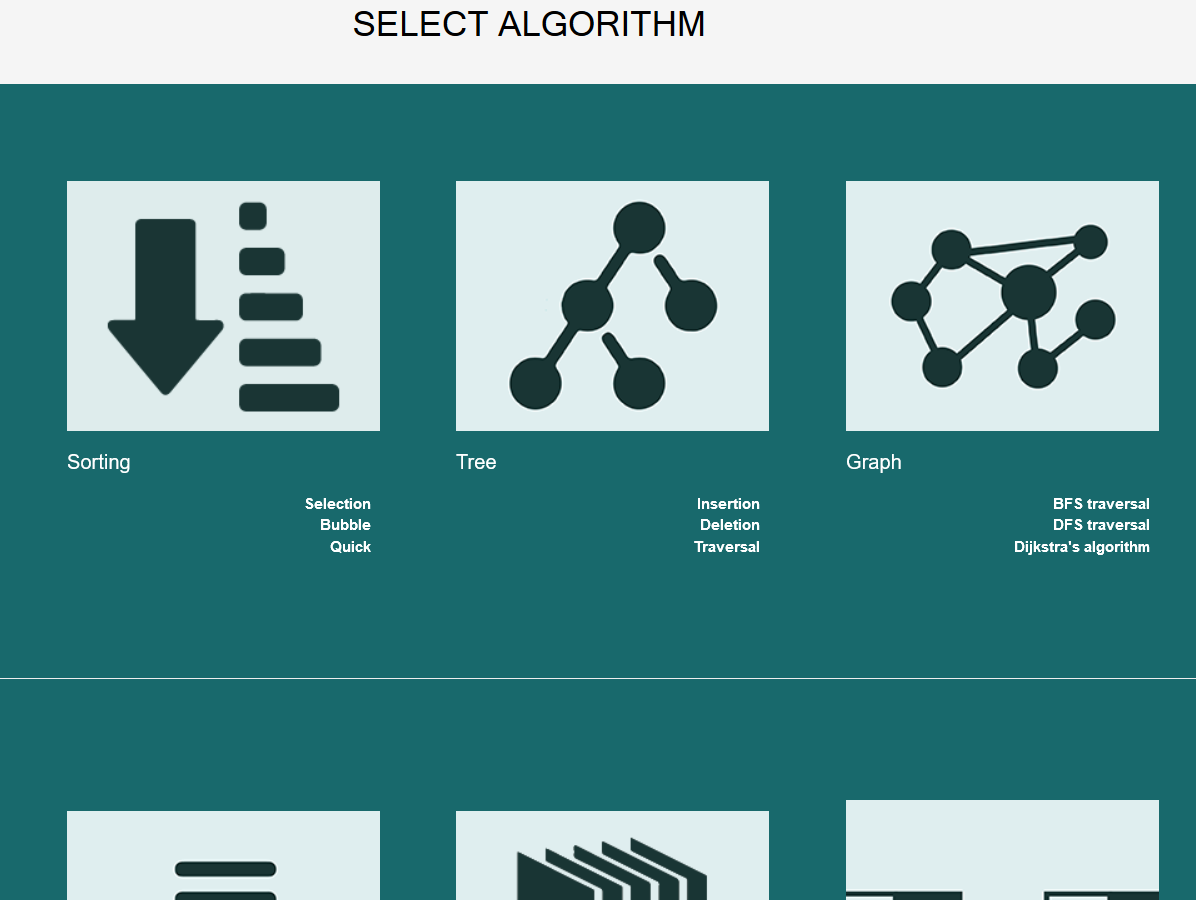 SELECT ALGORITHM
Sorting
Selection
Bubble
Quick
Tree
Insertion
Deletion
Traversal
Graph
BFS traversal
DFS traversal
Dijkstra's algorithm